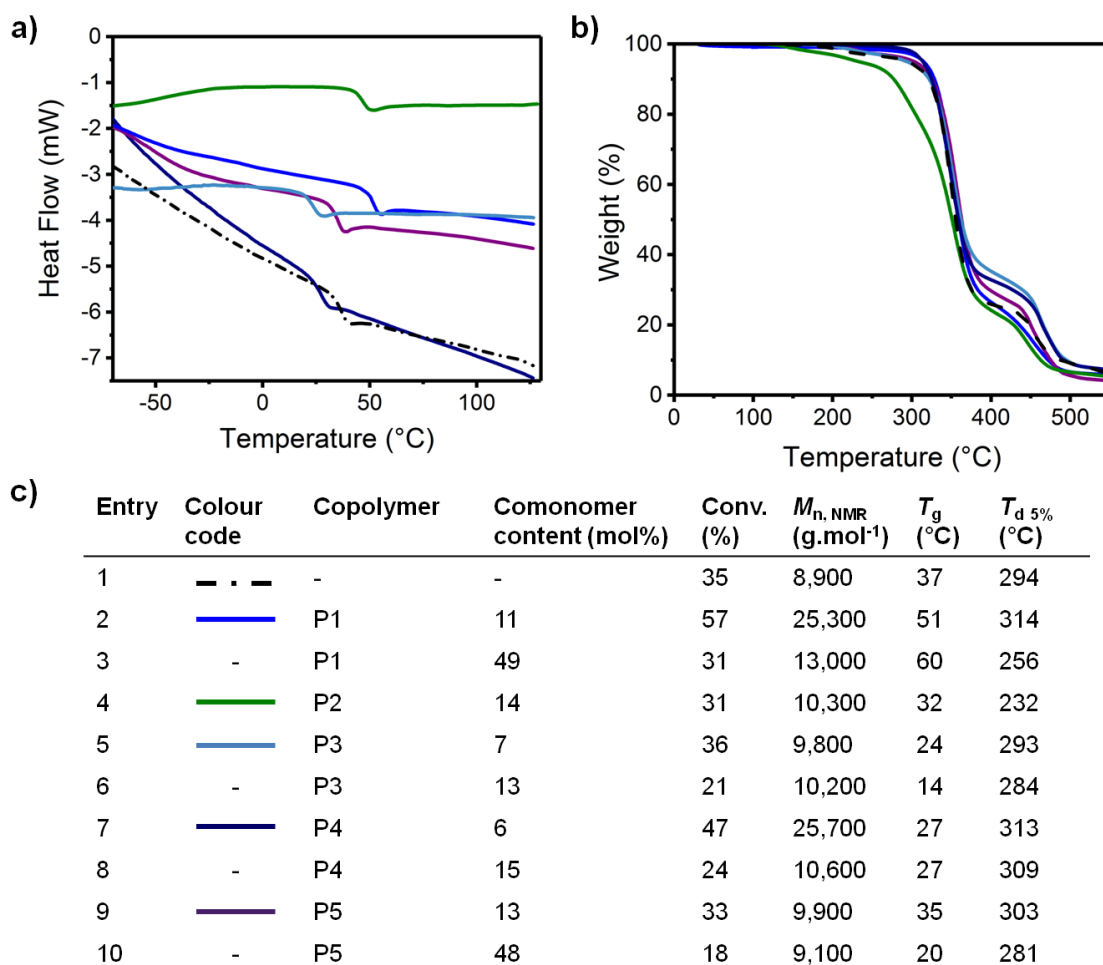 a)
0
-1
-2
-3
-4
-5
-6
-7
Heat Flow (mW)
-50 0 50 100
Temperature (°C)
b)
100
80
60
40
20
0
Weight (%)
0 100 200 300 400 500
Temperature (°C)
c)
Entry Colour code Copolymer Comonomer content (mol%) Conv. (%) Mn, NMR (g.mol-1) Tg (°C) Td 5% (°C)
1 - - 35 8,900 37 294
2 P1 11 57 25,300 51 314
3 - P1 49 31 13,000 60 256
4 P2 14 31 10,300 32 232
5 P3 7 36 9,800 24 293
6 - P3 13 21 10,200 14 284
7 P4 6 47 25,700 27 313
8 - P4 15 24 10,600 27 309
9 P5 13 33 9,900 35 303
10 - P5 48 18 9,100 20 281